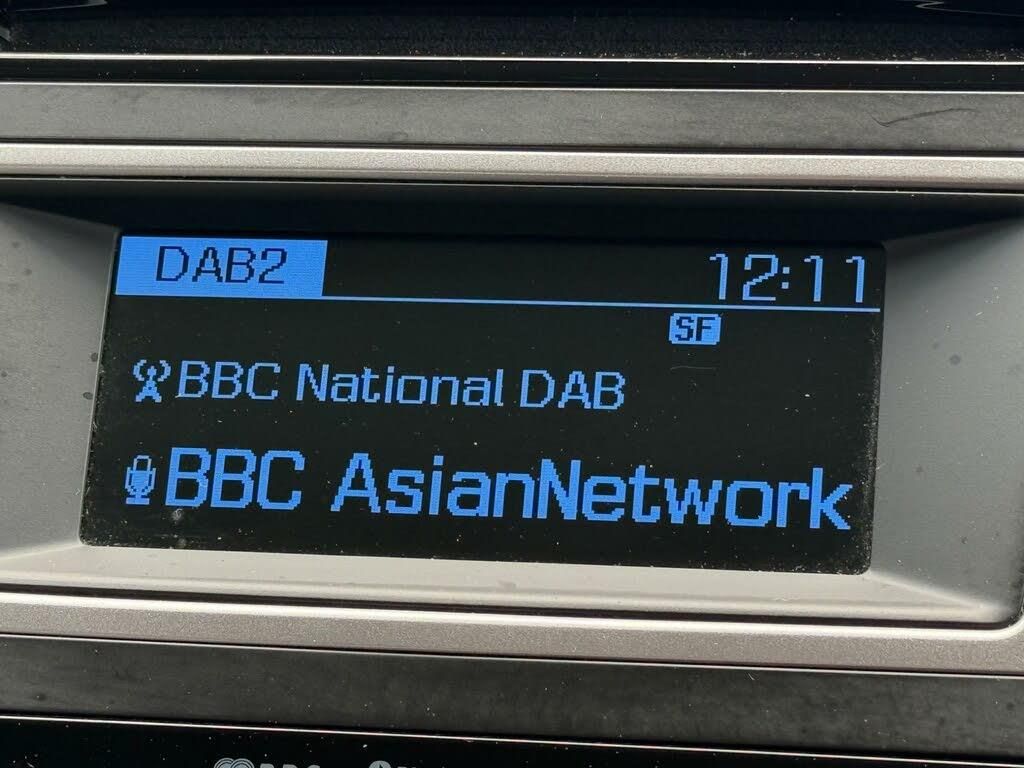 DAB2
12:11
SF
BBC National DAB
BBC AsianNetwork